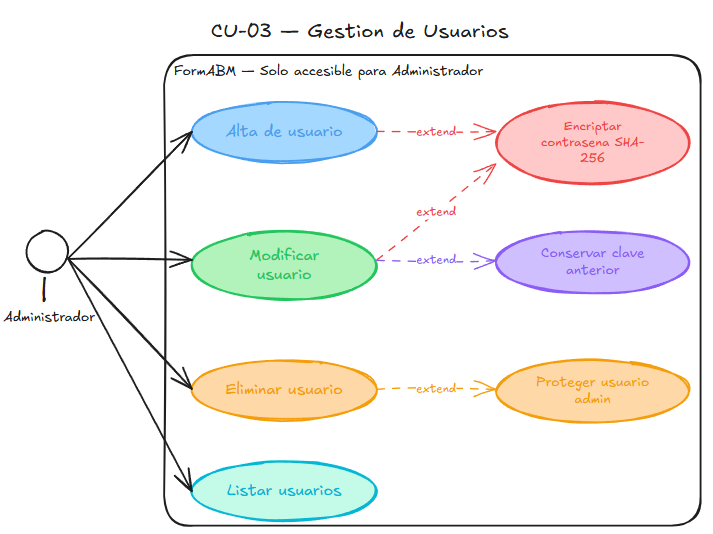 CU-03 — Gestion de Usuarios
FormABM — Solo accesible para Administrador
Alta de usuario
extend
Encriptar
contrasena SHA-
256
extend
Modificar
usuario
extend
Conservar clave
anterior
Administrador
Eliminar usuario
extend
Proteger usuario
admin
Listar usuarios